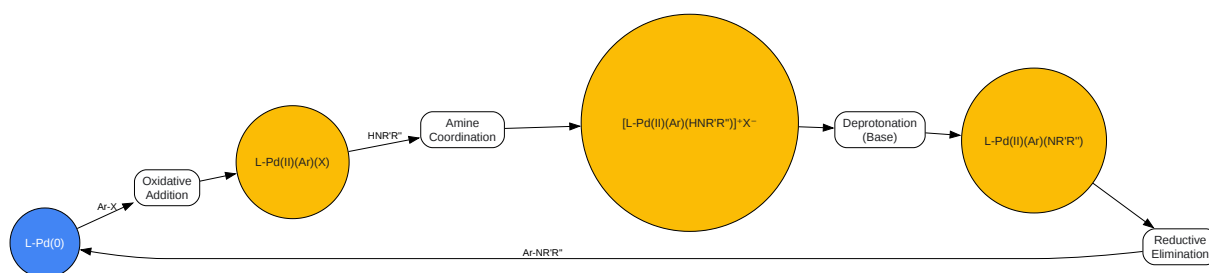 L-Pd(0)
Ar-X
Oxidative
Addition
L-Pd(II)(Ar)(X)
HNR'R"
Amine
Coordination
[L-Pd(II)(Ar)(HNR'R")]⁺X⁻
Deprotonation
(Base)
L-Pd(II)(Ar)(NR'R")
Reductive
Elimination
Ar-NR'R"